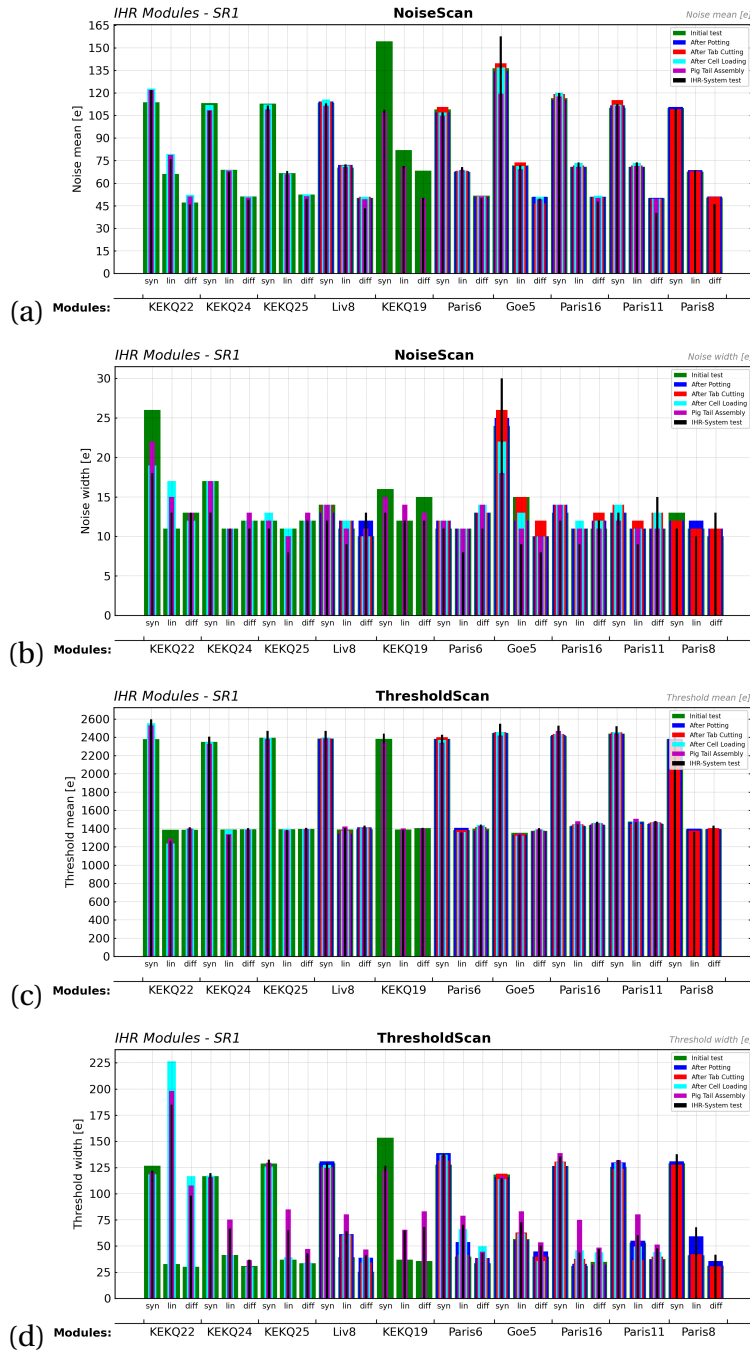 IHR Modules - SR1 NoiseScan Noise mean [e]
165
150
135
120
105
90
75
60
45
30
15
0
Noise mean [e]
Initial test
After Potting
After Tab Cutting
After Cell Loading
Pig Tail Assembly
IHR-System test
syn lin diff syn lin diff syn lin diff syn lin diff syn lin diff syn lin diff syn lin diff syn lin diff syn lin diff syn lin diff
(a) Modules: KEKQ22 KEKQ24 KEKQ25 Liv8 KEKQ19 Paris6 Goe5 Paris16 Paris11 Paris8
IHR Modules - SR1 NoiseScan Noise width [e]
30
25
20
15
10
5
0
Noise width [e]
Initial test
After Potting
After Tab Cutting
After Cell Loading
Pig Tail Assembly
IHR-System test
syn lin diff syn lin diff syn lin diff syn lin diff syn lin diff syn lin diff syn lin diff syn lin diff syn lin diff syn lin diff
(b) Modules: KEKQ22 KEKQ24 KEKQ25 Liv8 KEKQ19 Paris6 Goe5 Paris16 Paris11 Paris8
IHR Modules - SR1 ThresholdScan Threshold mean [e]
2600
2400
2200
2000
1800
1600
1400
1200
1000
800
600
400
200
0
Threshold mean [e]
Initial test
After Potting
After Tab Cutting
After Cell Loading
Pig Tail Assembly
IHR-System test
syn lin diff syn lin diff syn lin diff syn lin diff syn lin diff syn lin diff syn lin diff syn lin diff syn lin diff syn lin diff
(c) Modules: KEKQ22 KEKQ24 KEKQ25 Liv8 KEKQ19 Paris6 Goe5 Paris16 Paris11 Paris8
IHR Modules - SR1 ThresholdScan Threshold width [e]
225
200
175
150
125
100
75
50
25
0
Threshold width [e]
Initial test
After Potting
After Tab Cutting
After Cell Loading
Pig Tail Assembly
IHR-System test
syn lin diff syn lin diff syn lin diff syn lin diff syn lin diff syn lin diff syn lin diff syn lin diff syn lin diff syn lin diff
(d) Modules: KEKQ22 KEKQ24 KEKQ25 Liv8 KEKQ19 Paris6 Goe5 Paris16 Paris11 Paris8